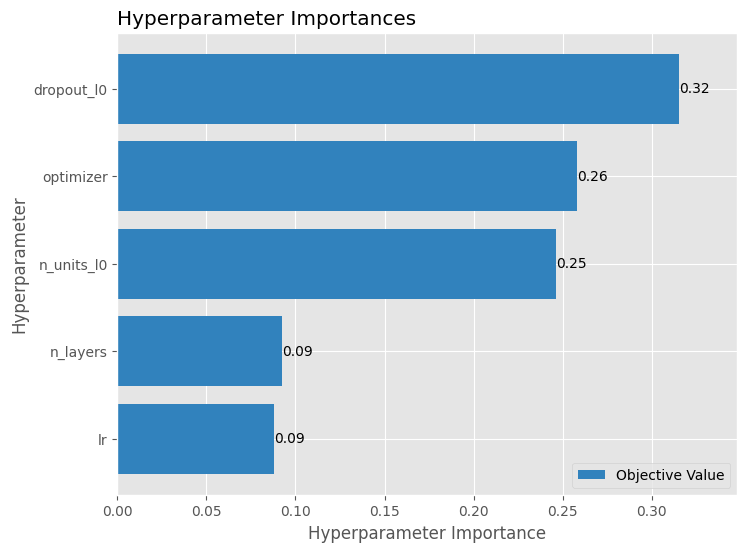 Hyperparameter Importances
Hyperparameter
dropout_l0
0.32
optimizer
0.26
n_units_l0
0.25
n_layers
0.09
lr
0.09
Objective Value
0.00 0.05 0.10 0.15 0.20 0.25 0.30
Hyperparameter Importance